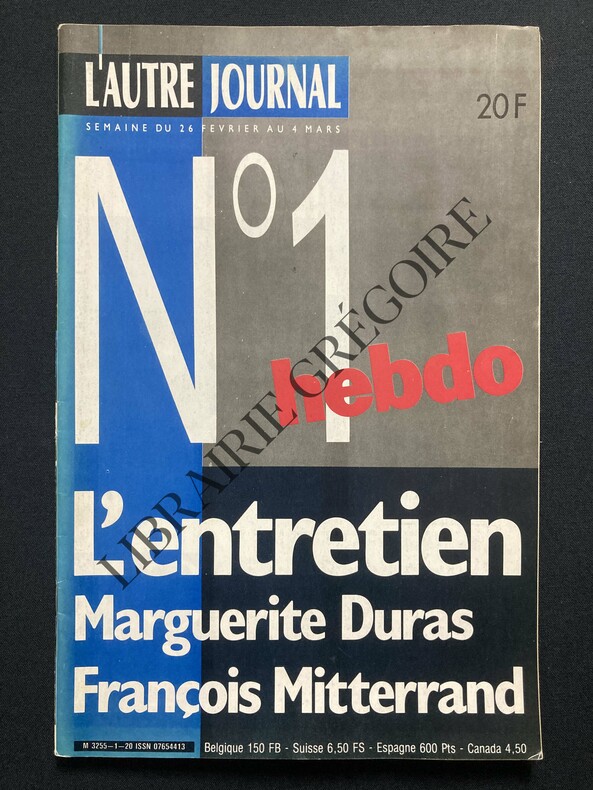 L'AUTRE JOURNAL
20F
SEMAINE DU 26 FEVRIER AU 4 MARS
N°1
hebdo
LIBRAIRIE GRÉGOIRE
L'entretien
Marguerite Duras
François Mitterrand
M 3255-1-20 ISSN 07654413
Belgique 150 FB - Suisse 6,50 FS - Espagne 600 Pts - Canada 4,50